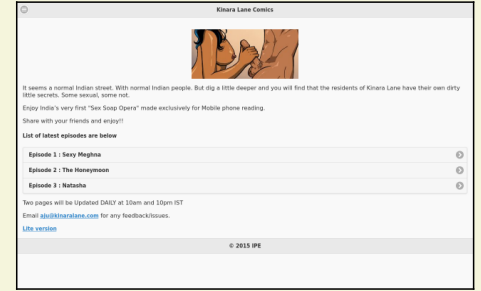 Kinara Lane Comics
It seems a normal Indian street. With normal Indian people. But dig a little deeper and you will find that the residents of Kinara Lane have their own dirty
little secrets. Some sexual, some not.
Enjoy India's very first "Sex Soap Opera" made exclusively for Mobile phone reading.
Share with your friends and enjoy!!
List of latest episodes are below
Episode 1 : Sexy Meghna
Episode 2 : The Honeymoon
Episode 3 : Natasha
Two pages will be Updated DAILY at 10am and 10pm IST
Email aju@kinaralane.com for any feedback/issues.
Lite version
© 2015 IPE